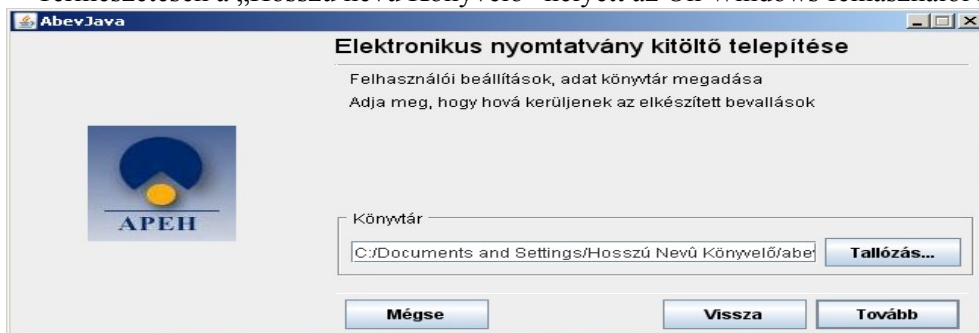 AbevJava
Elektronikus nyomtatvány kitöltő telepítése
Felhasználói beállítások, adat könyvtár megadása
Adja meg, hogy hová kerüljenek az elkészített bevallások
APEH
Könyvtár
C:/Documents and Settings/Hosszú Nevû Könyvelő/abe
Tallózás...
Mégse
Vissza
Tovább